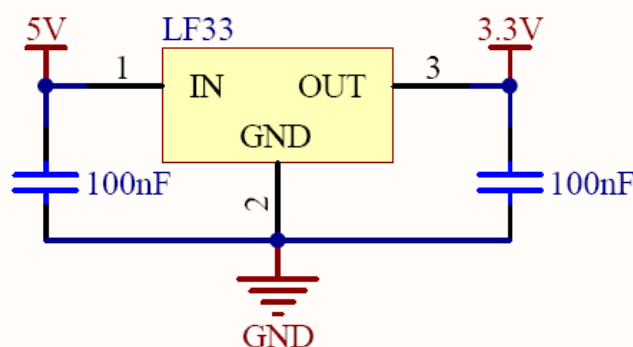 5V LF33 3.3V
1 IN OUT 3
GND
100nF 2 100nF
GND